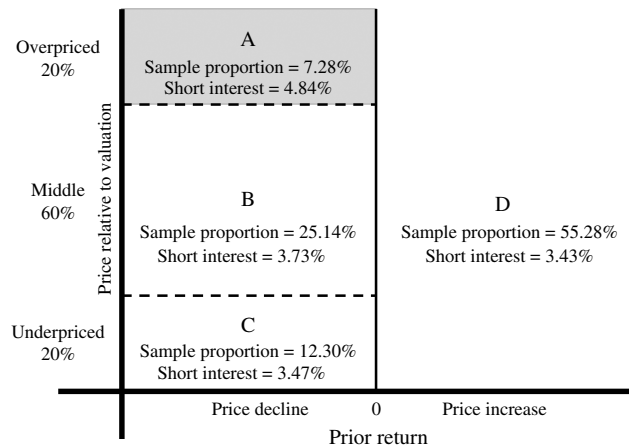 Overpriced
20%
A
Sample proportion = 7.28%
Short interest = 4.84%
Price relative to valuation
Middle
60%
B
Sample proportion = 25.14%
Short interest = 3.73%
D
Sample proportion = 55.28%
Short interest = 3.43%
Underpriced
20%
C
Sample proportion = 12.30%
Short interest = 3.47%
Price decline 0 Price increase
Prior return